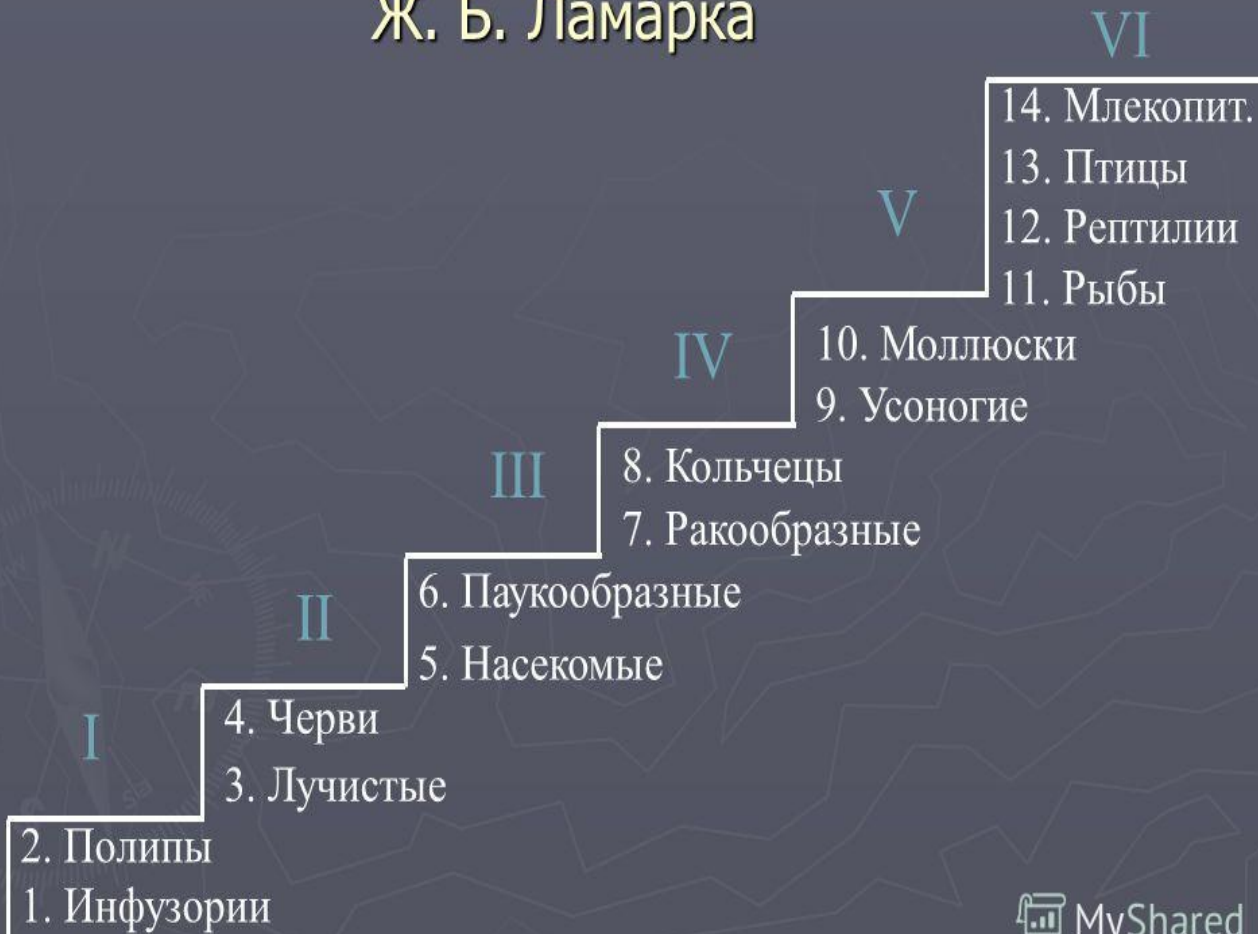 Ж. Б. Ламарка
VI
14. Млекопит.
13. Птицы
12. Рептилии
11. Рыбы
V
10. Моллюски
9. Усоногие
IV
8. Кольчецы
7. Ракообразные
III
6. Паукообразные
5. Насекомые
II
4. Черви
3. Лучистые
I
2. Полипы
1. Инфузории
MyShared